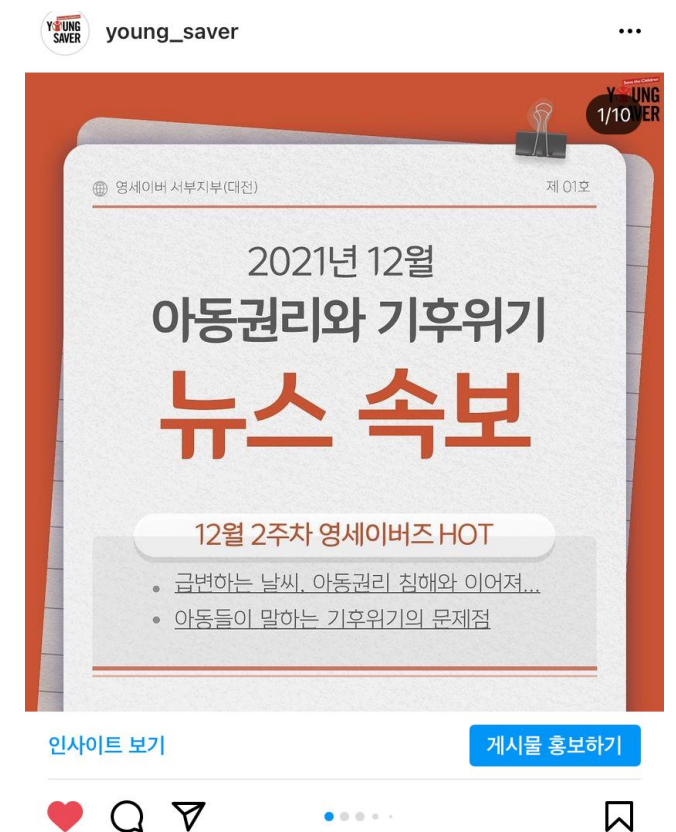 YOUNG
SAVER
young_saver
Save the Children
YOUNG
1/10VER
영세이버 서부지부(대전)
제 01호
2021년 12월
아동권리와 기후위기
뉴스 속보
12월 2주차 영세이버즈 HOT
급변하는 날씨, 아동권리 침해와 이어져...
아동들이 말하는 기후위기의 문제점
인사이트 보기
게시물 홍보하기